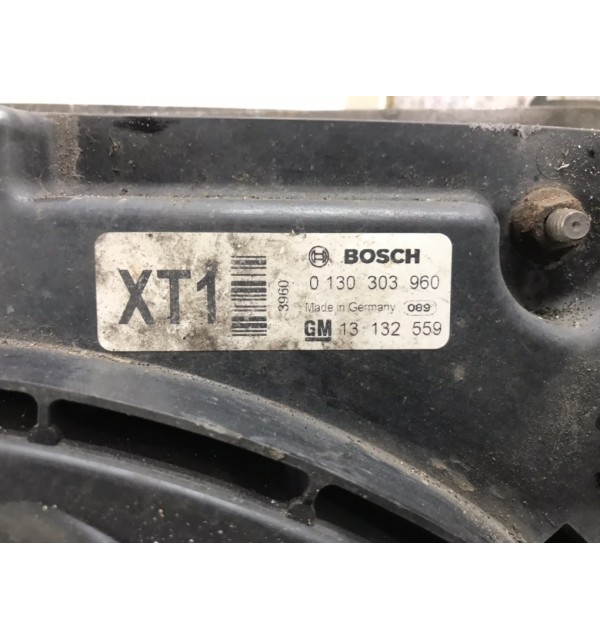 XT1
3960
BOSCH
0 130 303 960
Made in Germany 089
GM 13 132 559